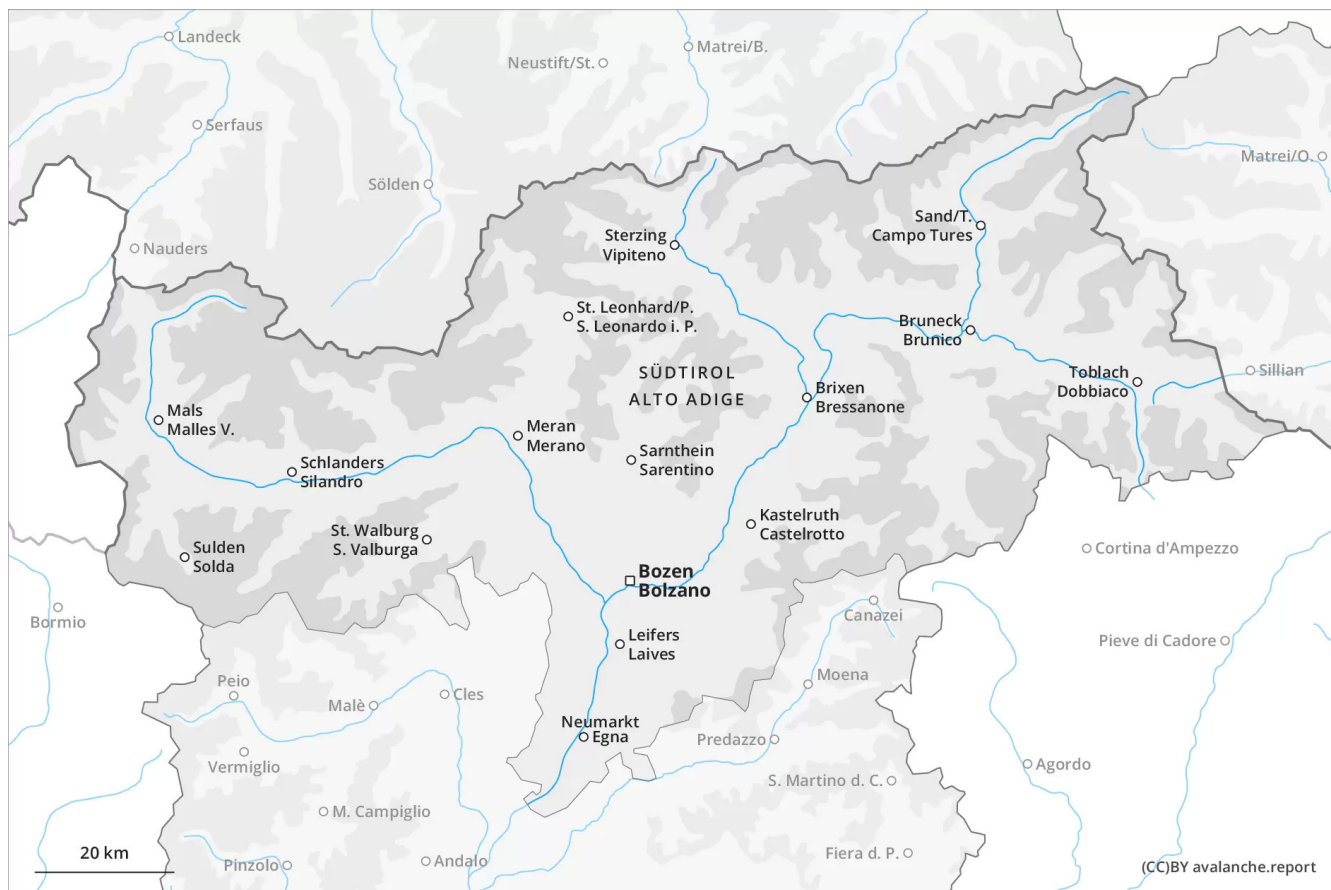 Landeck
Matrei/B.
Neustift/St.
Serfaus
Matrei/O.
Sölden
Sand/T.
Campo Tures
Sterzing
Vipiteno
Nauders
St. Leonhard/P.
S. Leonardo i. P.
Bruneck
Brunico
SÜDTIROL
ALTO ADIGE
Toblach
Dobbiaco
Sillian
Brixen
Bressanone
Mals
Malles V.
Meran
Merano
Sarnthein
Sarentino
Schlanders
Silandro
Kastelruth
Castelrotto
St. Walburg
S. Valburga
Sulden
Solda
Cortina d'Ampezzo
Bozen
Bolzano
Bormio
Canazei
Leifers
Laives
Pieve di Cadore
Peio
Moena
Malè
Cles
Neumarkt
Egna
Predazzo
Vermiglio
Agordo
S. Martino d. C.
M. Campiglio
20 km
Pinzolo
Andalo
Fiera d. P.
(CC)BY avalanche.report